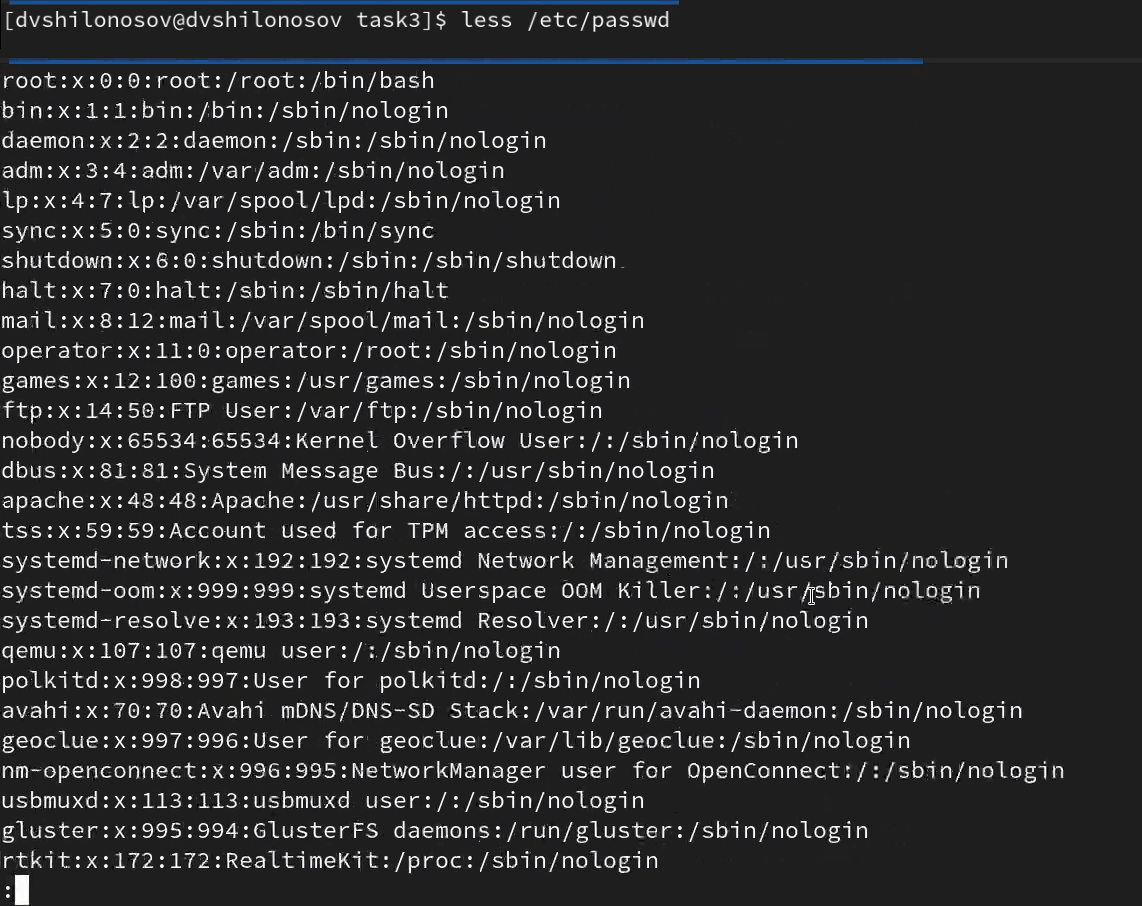 [dvshilonosov@dvshilonosov task3]$ less /etc/passwd
root:x:0:0:root:/root:/bin/bash
bin:x:1:1:bin:/bin:/sbin/nologin
daemon:x:2:2:daemon:/sbin:/sbin/nologin
adm:x:3:4:adm:/var/adm:/sbin/nologin
lp:x:4:7:lp:/var/spool/lpd:/sbin/nologin
sync:x:5:0:sync:/sbin:/bin/sync
shutdown:x:6:0:shutdown:/sbin:/sbin/shutdown
halt:x:7:0:halt:/sbin:/sbin/halt
mail:x:8:12:mail:/var/spool/mail:/sbin/nologin
operator:x:11:0:operator:/root:/sbin/nologin
games:x:12:100:games:/usr/games:/sbin/nologin
ftp:x:14:50:FTP User:/var/ftp:/sbin/nologin
nobody:x:65534:65534:Kernel Overflow User:/:/sbin/nologin
dbus:x:81:81:System Message Bus:/:/usr/sbin/nologin
apache:x:48:48:Apache:/usr/share/httpd:/sbin/nologin
tss:x:59:59:Account used for TPM access:/:/sbin/nologin
systemd-network:x:192:192:systemd Network Management:/:/usr/sbin/nologin
systemd-oom:x:999:999:systemd Userspace OOM Killer:/:/usr/sbin/nologin
systemd-resolve:x:193:193:systemd Resolver:/:/usr/sbin/nologin
qemu:x:107:107:qemu user:/:/sbin/nologin
polkitd:x:998:997:User for polkitd:/:/sbin/nologin
avahi:x:70:70:Avahi mDNS/DNS-SD Stack:/var/run/avahi-daemon:/sbin/nologin
geoclue:x:997:996:User for geoclue:/var/lib/geoclue:/sbin/nologin
nm-openconnect:x:996:995:NetworkManager user for OpenConnect:/:/sbin/nologin
usbmuxd:x:113:113:usbmuxd user:/:/sbin/nologin
gluster:x:995:994:GlusterFS daemons:/run/gluster:/sbin/nologin
rtkit:x:172:172:RealtimeKit:/proc:/sbin/nologin
: